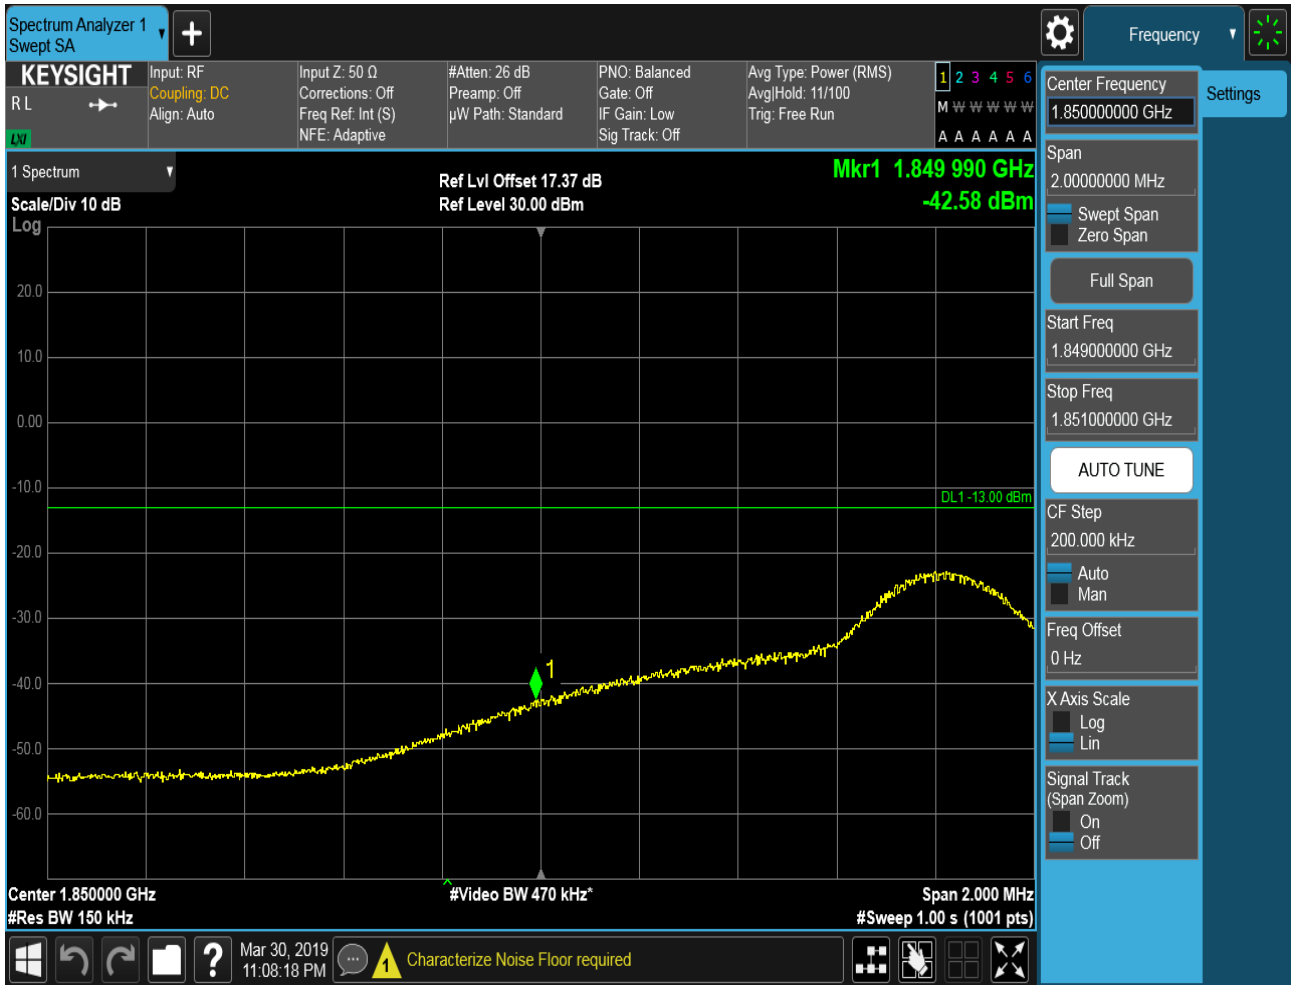 Spectrum Analyzer 1
Swept SA
Frequency
KEYSIGHT
R L
LXI
Input: RF
Coupling: DC
Align: Auto
Input Z: 50 Ω
Corrections: Off
Freq Ref: Int (S)
NFE: Adaptive
#Atten: 26 dB
Preamp: Off
µW Path: Standard
PNO: Balanced
Gate: Off
IF Gain: Low
Sig Track: Off
Avg Type: Power (RMS)
Avg|Hold: 11/100
Trig: Free Run
1 2 3 4 5 6
M W W W W W
A A A A A A
1 Spectrum
Scale/Div 10 dB
Log
Ref Lvl Offset 17.37 dB
Ref Level 30.00 dBm
Mkr1 1.849 990 GHz
-42.58 dBm
20.0
10.0
0.00
-10.0
DL1 -13.00 dBm
-20.0
-30.0
1
-40.0
-50.0
-60.0
Center 1.850000 GHz
#Res BW 150 kHz
#Video BW 470 kHz*
Span 2.000 MHz
#Sweep 1.00 s (1001 pts)
?
Mar 30, 2019
11:08:18 PM
1
Characterize Noise Floor required
Center Frequency
1.850000000 GHz
Settings
Span
2.00000000 MHz
Swept Span
Zero Span
Full Span
Start Freq
1.849000000 GHz
Stop Freq
1.851000000 GHz
AUTO TUNE
CF Step
200.000 kHz
Auto
Man
Freq Offset
0 Hz
X Axis Scale
Log
Lin
Signal Track
(Span Zoom)
On
Off